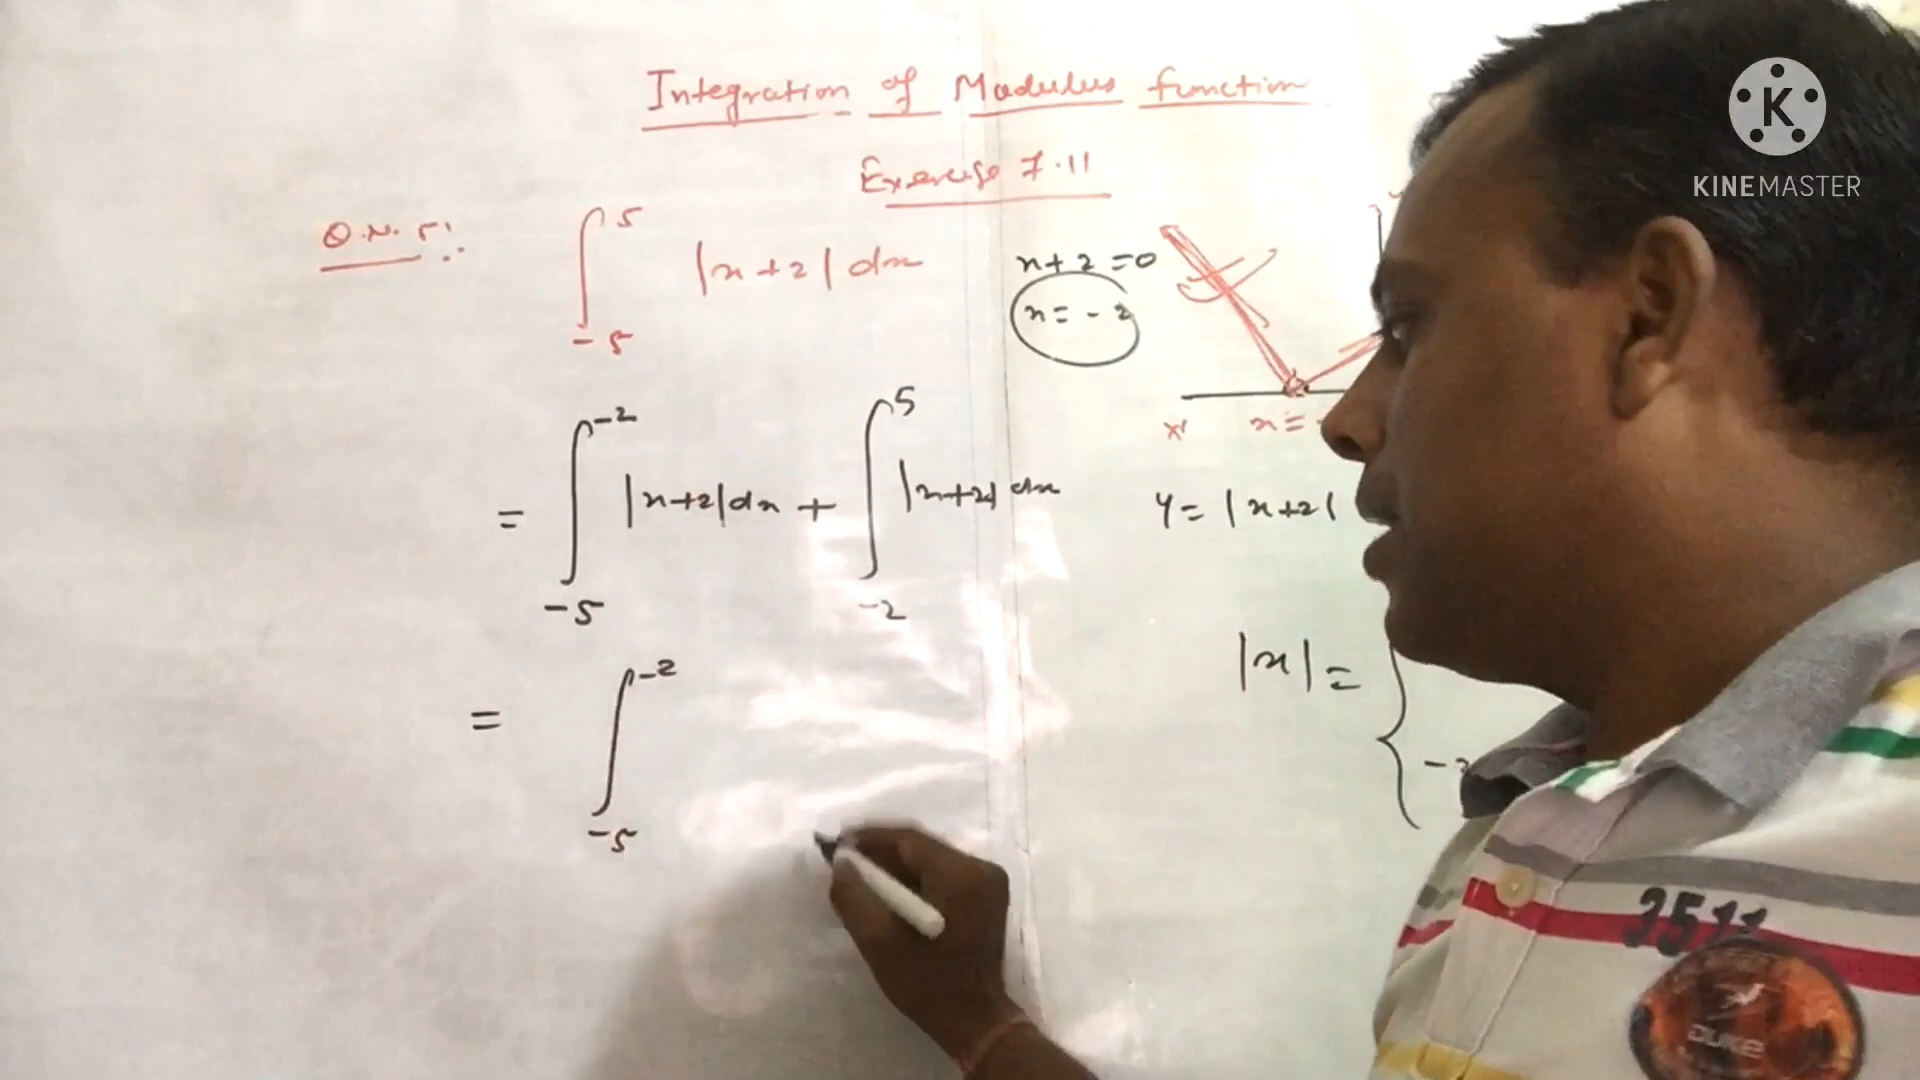 Integration of Modulus function
Exercise 7.11
Q.N. 5:
∫_{-5}^{5} |x+2| dx
x+2=0
x=-2
x'
x=
= ∫_{-5}^{-2} |x+2|dx + ∫_{-2}^{5} |x+2| dx
y= |x+2|
= ∫_{-5}^{-2}
|x|= {
K
KINEMASTER
DUKE